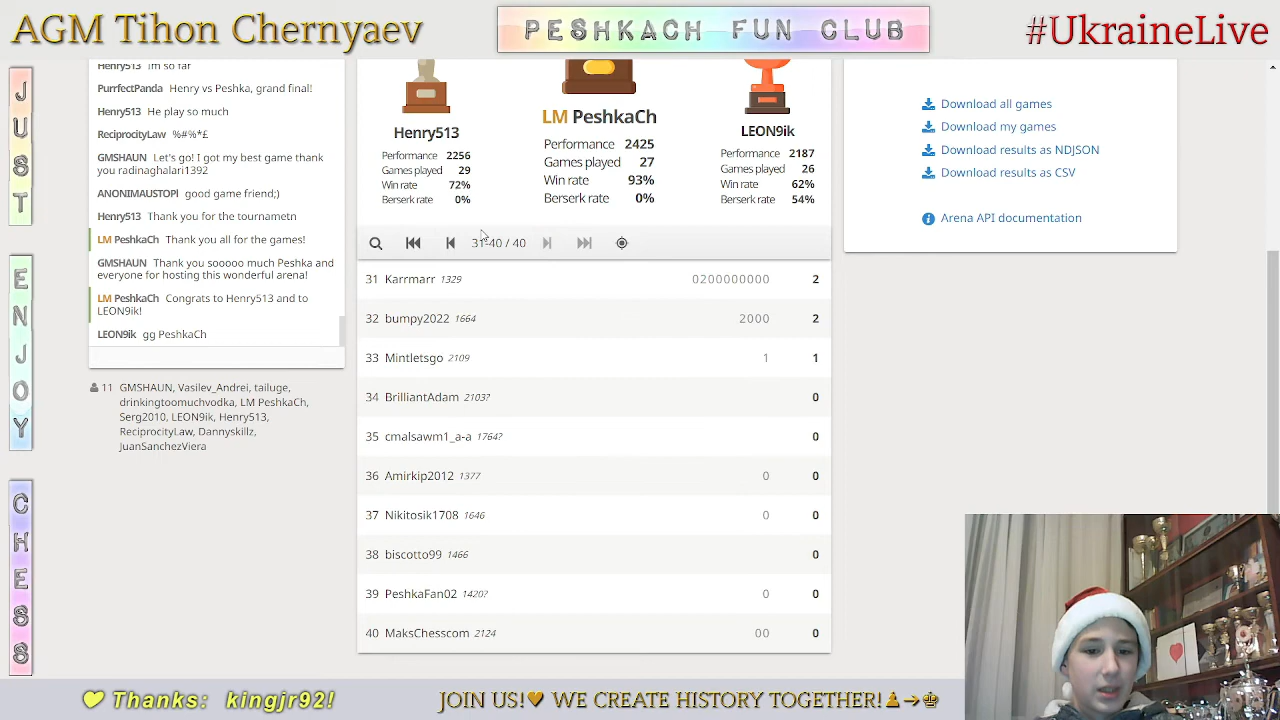 AGM Tihon Chernyaev
PESHKACH FUN CLUB
#UkraineLive
JUST
ENJOY
CHESS
Henry513 Im so far
PurrfectPanda Henry vs Peshka, grand final!
Henry513 He play so much
ReciprocityLaw %#%*£
GMSHAUN Let's go! I got my best game thank
you radinaghalari1392
ANONIMAUSTOPl good game friend;)
Henry513 Thank you for the tournametn
LM PeshkaCh Thank you all for the games!
GMSHAUN Thank you sooooo much Peshka and
everyone for hosting this wonderful arena!
LM PeshkaCh Congrats to Henry513 and to
LEON9ik!
LEON9ik gg PeshkaCh
11 GMSHAUN, Vasilev_Andrei, tailuge,
drinkingtoomuchvodka, LM PeshkaCh,
Serg2010, LEON9ik, Henry513,
ReciprocityLaw, Dannyskillz,
JuanSanchezViera
Henry513
Performance 2256
Games played 29
Win rate 72%
Berserk rate 0%
LM PeshkaCh
Performance 2425
Games played 27
Win rate 93%
Berserk rate 0%
LEON9ik
Performance 2187
Games played 26
Win rate 62%
Berserk rate 54%
31-40 / 40
31 Karrmarr 1329 0200000000 2
32 bumpy2022 1664 2000 2
33 Mintletsgo 2109 1 1
34 BrilliantAdam 2103? 0
35 cmalsawm1_a-a 1764? 0
36 Amirkip2012 1377 0 0
37 Nikitosik1708 1646 0 0
38 biscotto99 1466 0
39 PeshkaFan02 1420? 0 0
40 MaksChesscom 2124 00 0
Download all games
Download my games
Download results as NDJSON
Download results as CSV
Arena API documentation
Thanks: kingjr92!
JOIN US!🧡 WE CREATE HISTORY TOGETHER!♟→♚